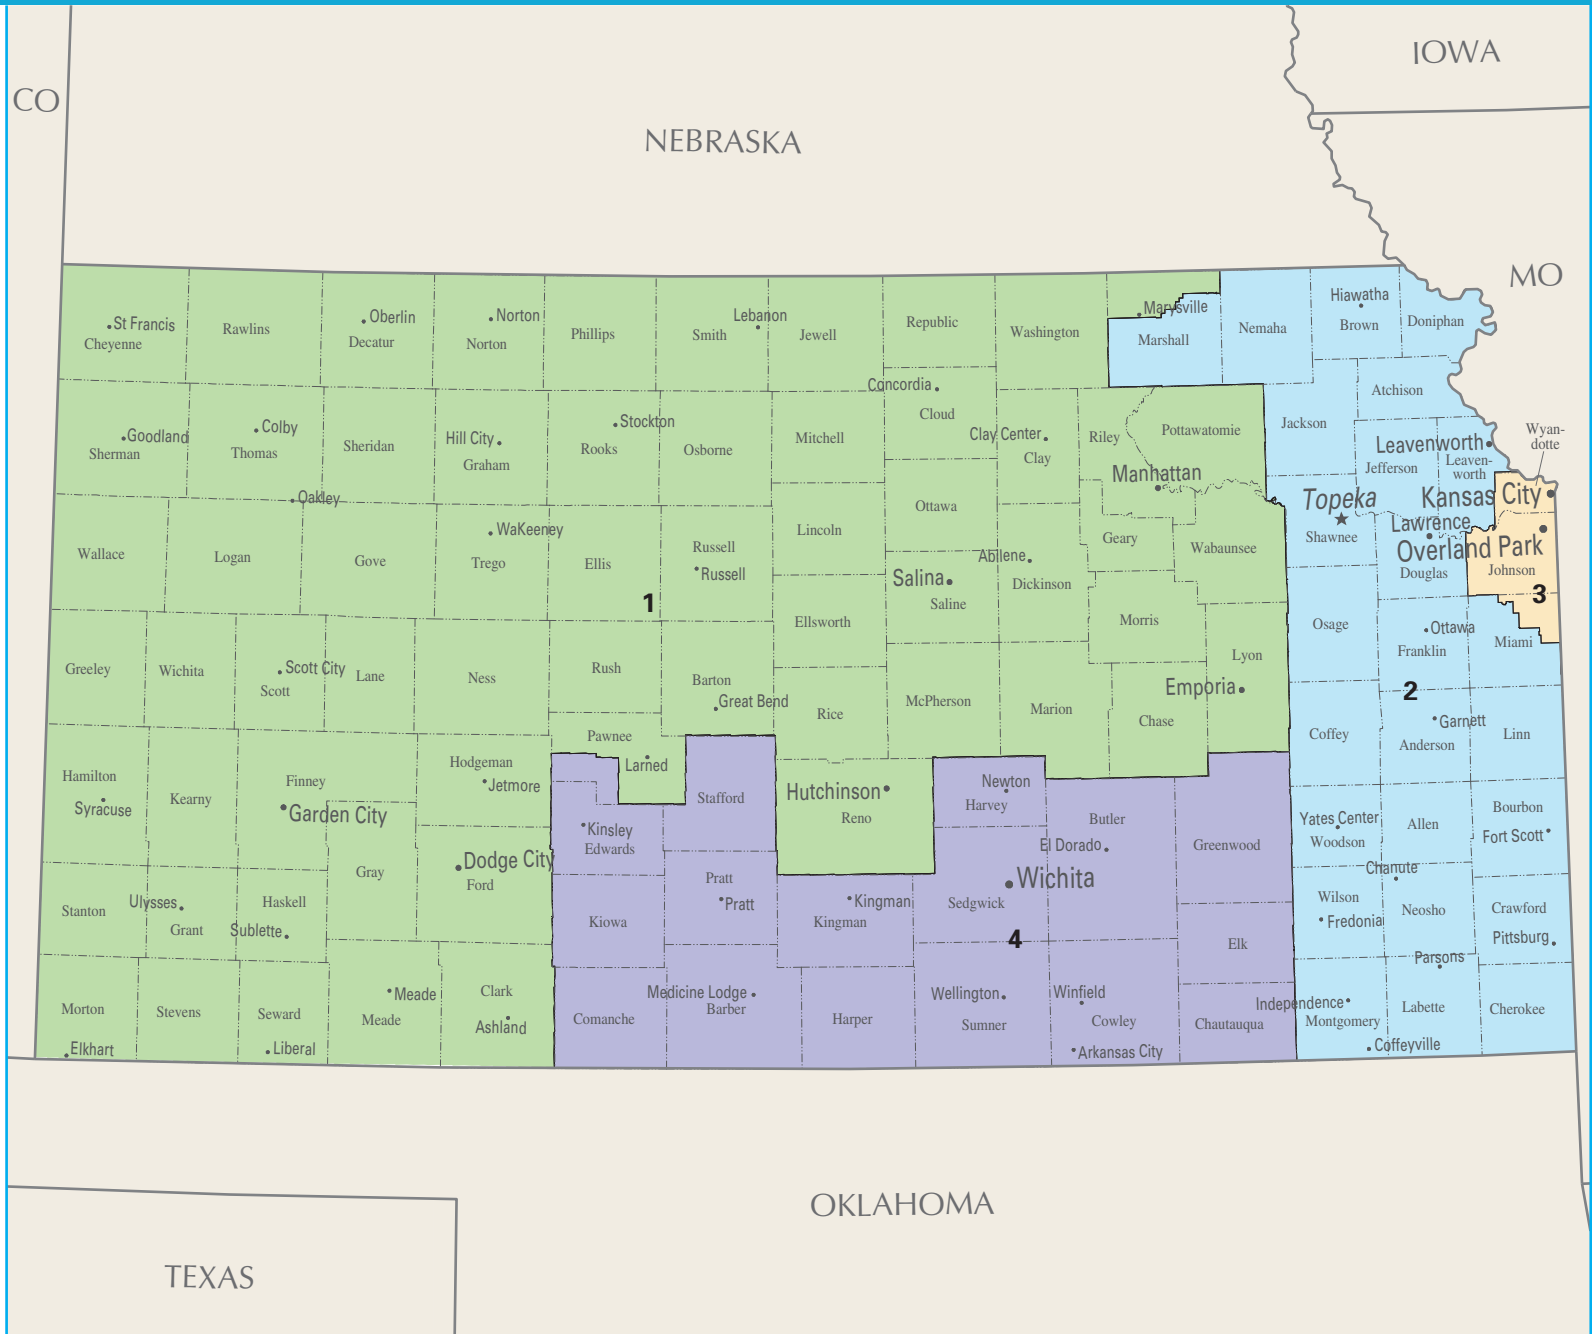 IOWA
CO
NEBRASKA
MO
St Francis
Cheyenne
Rawlins
Oberlin
Decatur
Norton
Norton
Phillips
Lebanon
Smith
Jewell
Republic
Washington
Marysville
Marshall
Nemaha
Hiawatha
Brown
Doniphan
Goodland
Sherman
Colby
Thomas
Sheridan
Hill City
Graham
Stockton
Rooks
Osborne
Mitchell
Concordia
Cloud
Clay Center
Clay
Riley
Pottawatomie
Manhattan
Jackson
Atchison
Leavenworth
Jefferson
Leaven-
worth
Wyan-
dotte
Oakley
Wallace
Logan
Gove
WaKeeney
Trego
Ellis
Russell
Russell
Lincoln
Ottawa
Abilene
Dickinson
Salina
Saline
Geary
Wabaunsee
Topeka
Shawnee
Kansas City
Lawrence
Overland Park
Douglas
Johnson
1
3
Greeley
Wichita
Scott City
Scott
Lane
Ness
Rush
Barton
Great Bend
Ellsworth
Rice
McPherson
Marion
Morris
Chase
Lyon
Emporia
Osage
Ottawa
Franklin
Miami
2
Hamilton
Syracuse
Kearny
Finney
Garden City
Hodgeman
Jetmore
Pawnee
Larned
Stafford
Hutchinson
Reno
Newton
Harvey
Butler
El Dorado
Greenwood
Coffey
Garnett
Anderson
Linn
Kinsley
Edwards
Gray
Dodge City
Ford
Pratt
Pratt
Kingman
Kingman
Wichita
Sedgwick
4
Yates Center
Woodson
Allen
Bourbon
Fort Scott
Stanton
Ulysses
Grant
Haskell
Sublette
Kiowa
Elk
Chanute
Wilson
Fredonia
Neosho
Crawford
Pittsburg
Parsons
Morton
Elkhart
Stevens
Seward
Liberal
Meade
Meade
Clark
Ashland
Comanche
Medicine Lodge
Barber
Harper
Wellington
Sumner
Winfield
Cowley
Arkansas City
Chautauqua
Independence
Montgomery
Coffeyville
Labette
Cherokee
OKLAHOMA
TEXAS